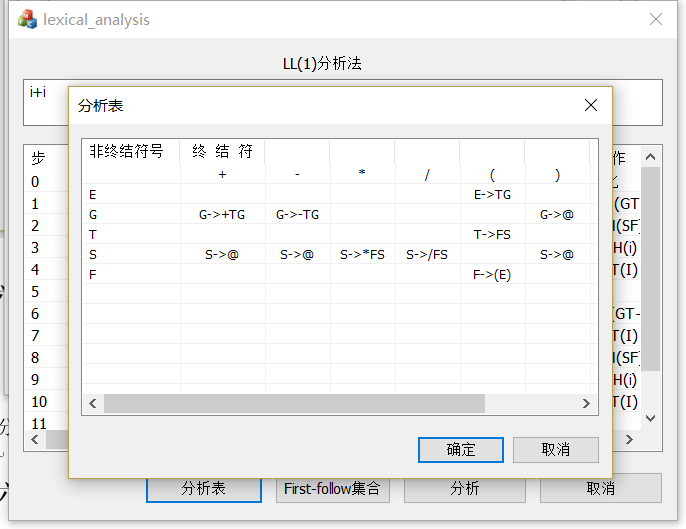 lexical_analysis
LL(1)分析法
i+i
分析表
非终结符号 终 结 符
+ - * / ( )
E E->TG
G G->+TG G->-TG G->@
T T->FS
S S->@ S->@ S->*FS S->/FS S->@
F F->(E)
确定 取消
步 作
0
1 (GT
2 (SF)
3 H(i)
4 T(I)
5
6 (GT-
7 T(I)
8 (SF)
9 H(i)
10 T(I)
11
分析表 First-follow集合 分析 取消